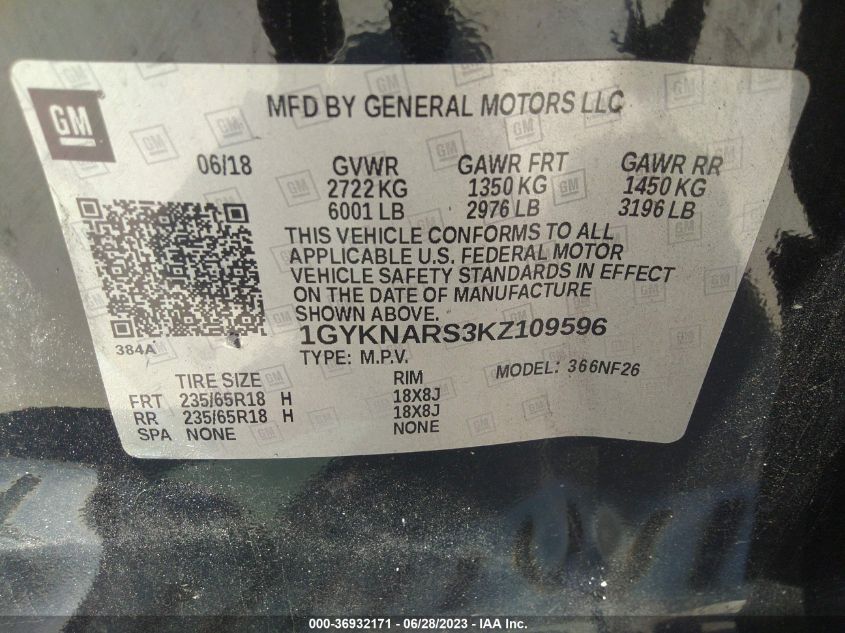 GM
MFD BY GENERAL MOTORS LLC
06/18 GVWR GAWR FRT GAWR RR
2722 KG 1350 KG 1450 KG
6001 LB 2976 LB 3196 LB
THIS VEHICLE CONFORMS TO ALL
APPLICABLE U.S. FEDERAL MOTOR
VEHICLE SAFETY STANDARDS IN EFFECT
ON THE DATE OF MANUFACTURE
SHOWN ABOVE.
384A 1GYKNARS3KZ109596
TYPE: M.P.V. MODEL: 366NF26
TIRE SIZE RIM
FRT 235/65R18 H 18X8J
RR 235/65R18 H 18X8J
SPA NONE NONE
000-36932171 - 06/28/2023 - IAA Inc.